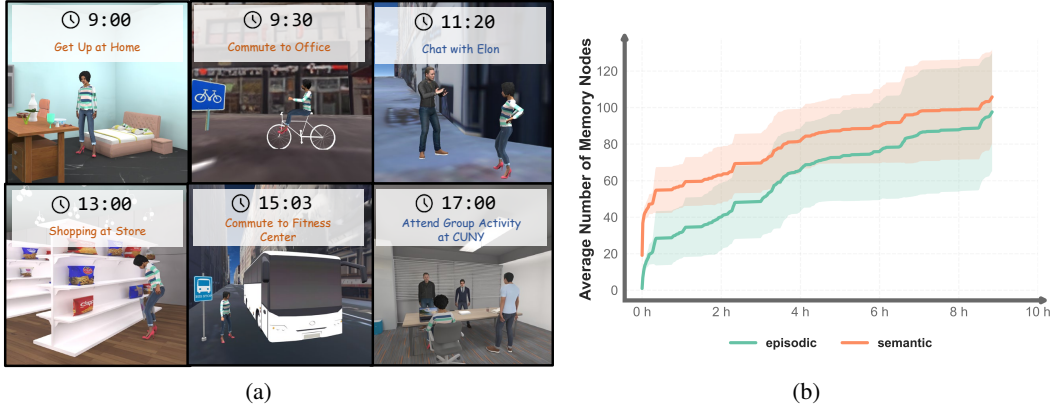 9:00
Get Up at Home
9:30
Commute to Office
11:20
Chat with Elon
13:00
Shopping at Store
15:03
Commute to Fitness
Center
17:00
Attend Group Activity
at CUNY
(a)
Average Number of Memory Nodes
120
100
80
60
40
20
0
0 h
2 h
4 h
6 h
8 h
10 h
episodic
semantic
(b)